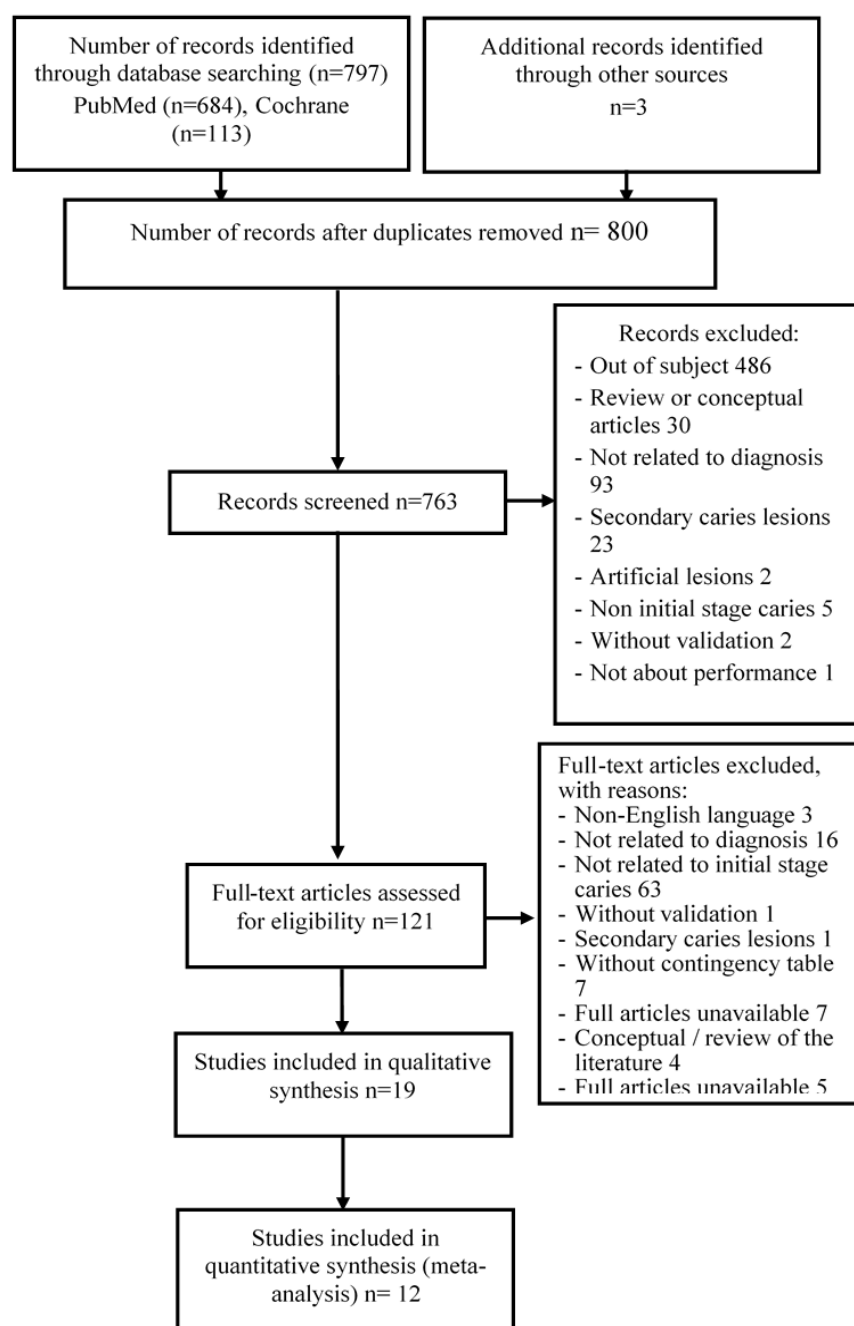 Number of records identified
through database searching (n=797)
PubMed (n=684), Cochrane
(n=113)
Additional records identified
through other sources
n=3
Number of records after duplicates removed n= 800
Records excluded:
- Out of subject 486
- Review or conceptual
articles 30
- Not related to diagnosis
93
- Secondary caries lesions
23
- Artificial lesions 2
- Non initial stage caries 5
- Without validation 2
- Not about performance 1
Records screened n=763
Full-text articles excluded,
with reasons:
- Non-English language 3
- Not related to diagnosis 16
- Not related to initial stage
caries 63
- Without validation 1
- Secondary caries lesions 1
- Without contingency table
7
- Full articles unavailable 7
- Conceptual / review of the
literature 4
- Full articles unavailable 5
Full-text articles assessed
for eligibility n=121
Studies included in qualitative
synthesis n=19
Studies included in
quantitative synthesis (meta-
analysis) n= 12